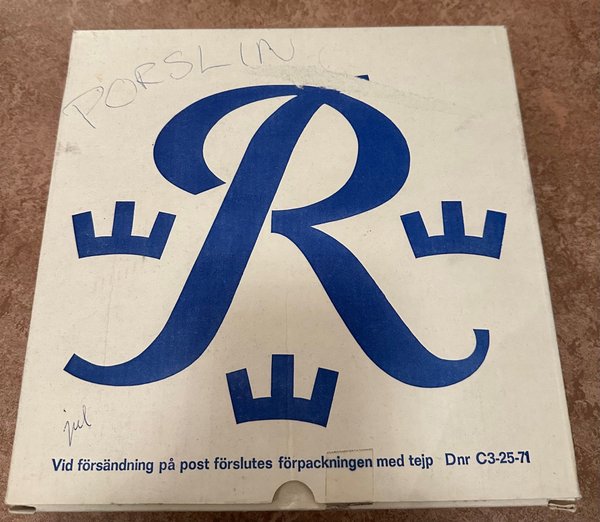 PORSLIN
R
jul
Vid försändning på post förslutes förpackningen med tejp Dnr C3-25-71